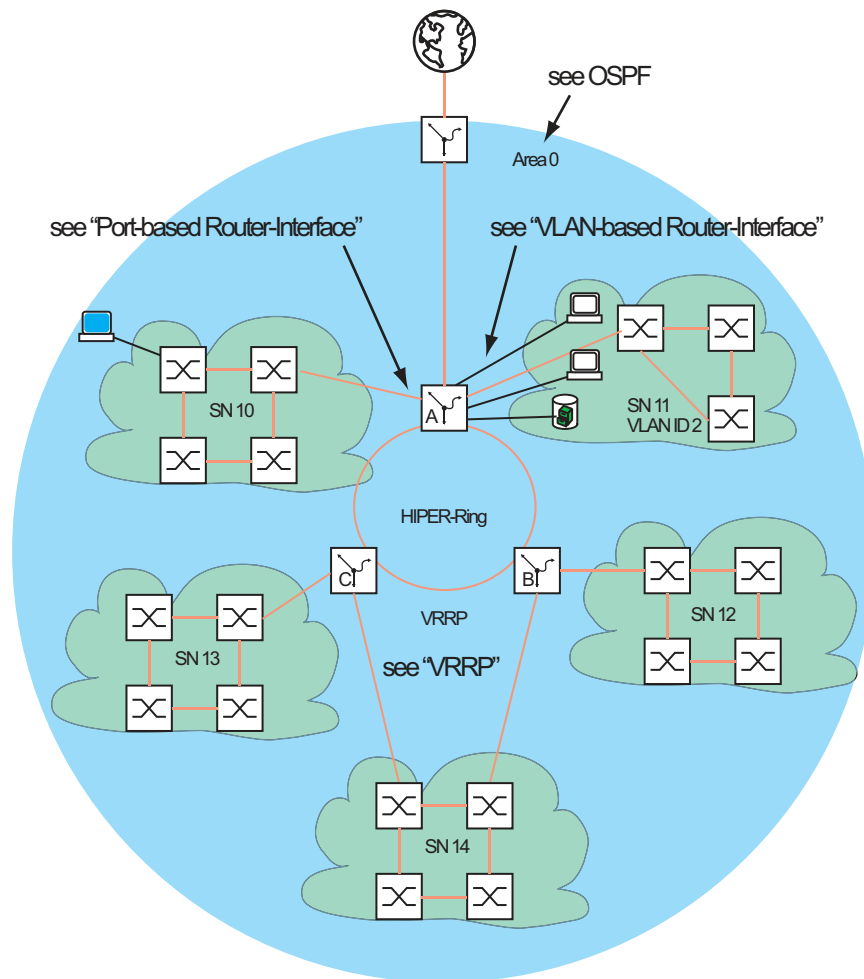 see OSPF
Area 0
see “Port-based Router-Interface”
see “VLAN-based Router-Interface”
SN 10
A
SN 11
VLAN ID 2
HIPER-Ring
C
B
VRRP
SN 12
SN 13
see “VRRP”
SN 14